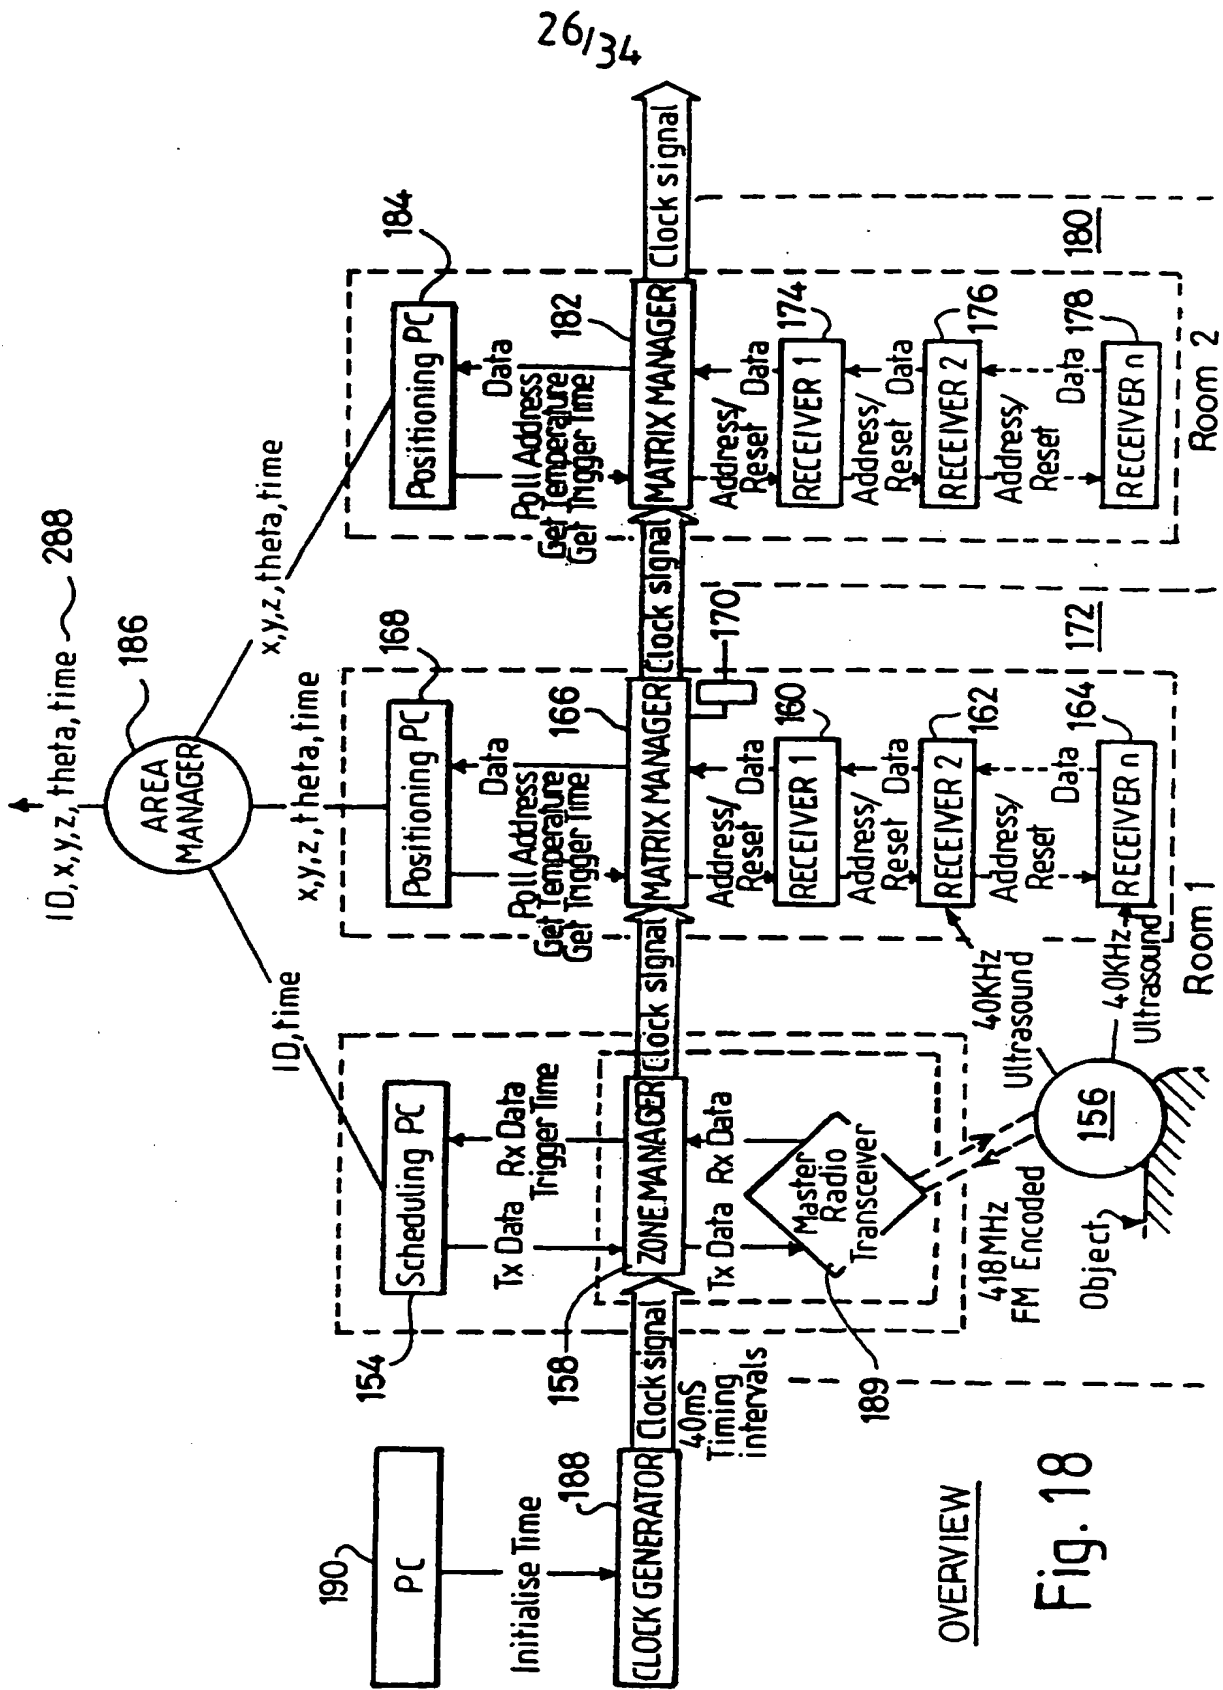 26/34
ID,x,y,z,theta,time
288
AREA
MANAGER
186
ID,time
x,y,z,theta,time
x,y,z,theta,time
190
PC
Initialise Time
CLOCK GENERATOR
188
Clock signal
40mS
Timing
intervals
154
Scheduling PC
Tx Data
Rx Data
Trigger Time
158
ZONE MANAGER
Tx Data
Rx Data
Master
Radio
Transceiver
189
Clock signal
418MHz
FM Encoded
Object
156
40KHz
Ultrasound
40KHz
Ultrasound
168
Positioning PC
Poll Address
Get Temperature
Get Trigger Time
Data
166
MATRIX MANAGER
170
Address/
Reset
Data
160
RECEIVER 1
Address/
Reset
Data
162
RECEIVER 2
Address/
Reset
Data
164
RECEIVER n
Room 1
172
Clock signal
184
Positioning PC
Poll Address
Get Temperature
Get Trigger Time
Data
182
MATRIX MANAGER
Clock signal
Address/
Reset
Data
174
RECEIVER 1
Address/
Reset
Data
176
RECEIVER 2
Address/
Reset
Data
178
RECEIVER n
Room 2
180
OVERVIEW
Fig. 18